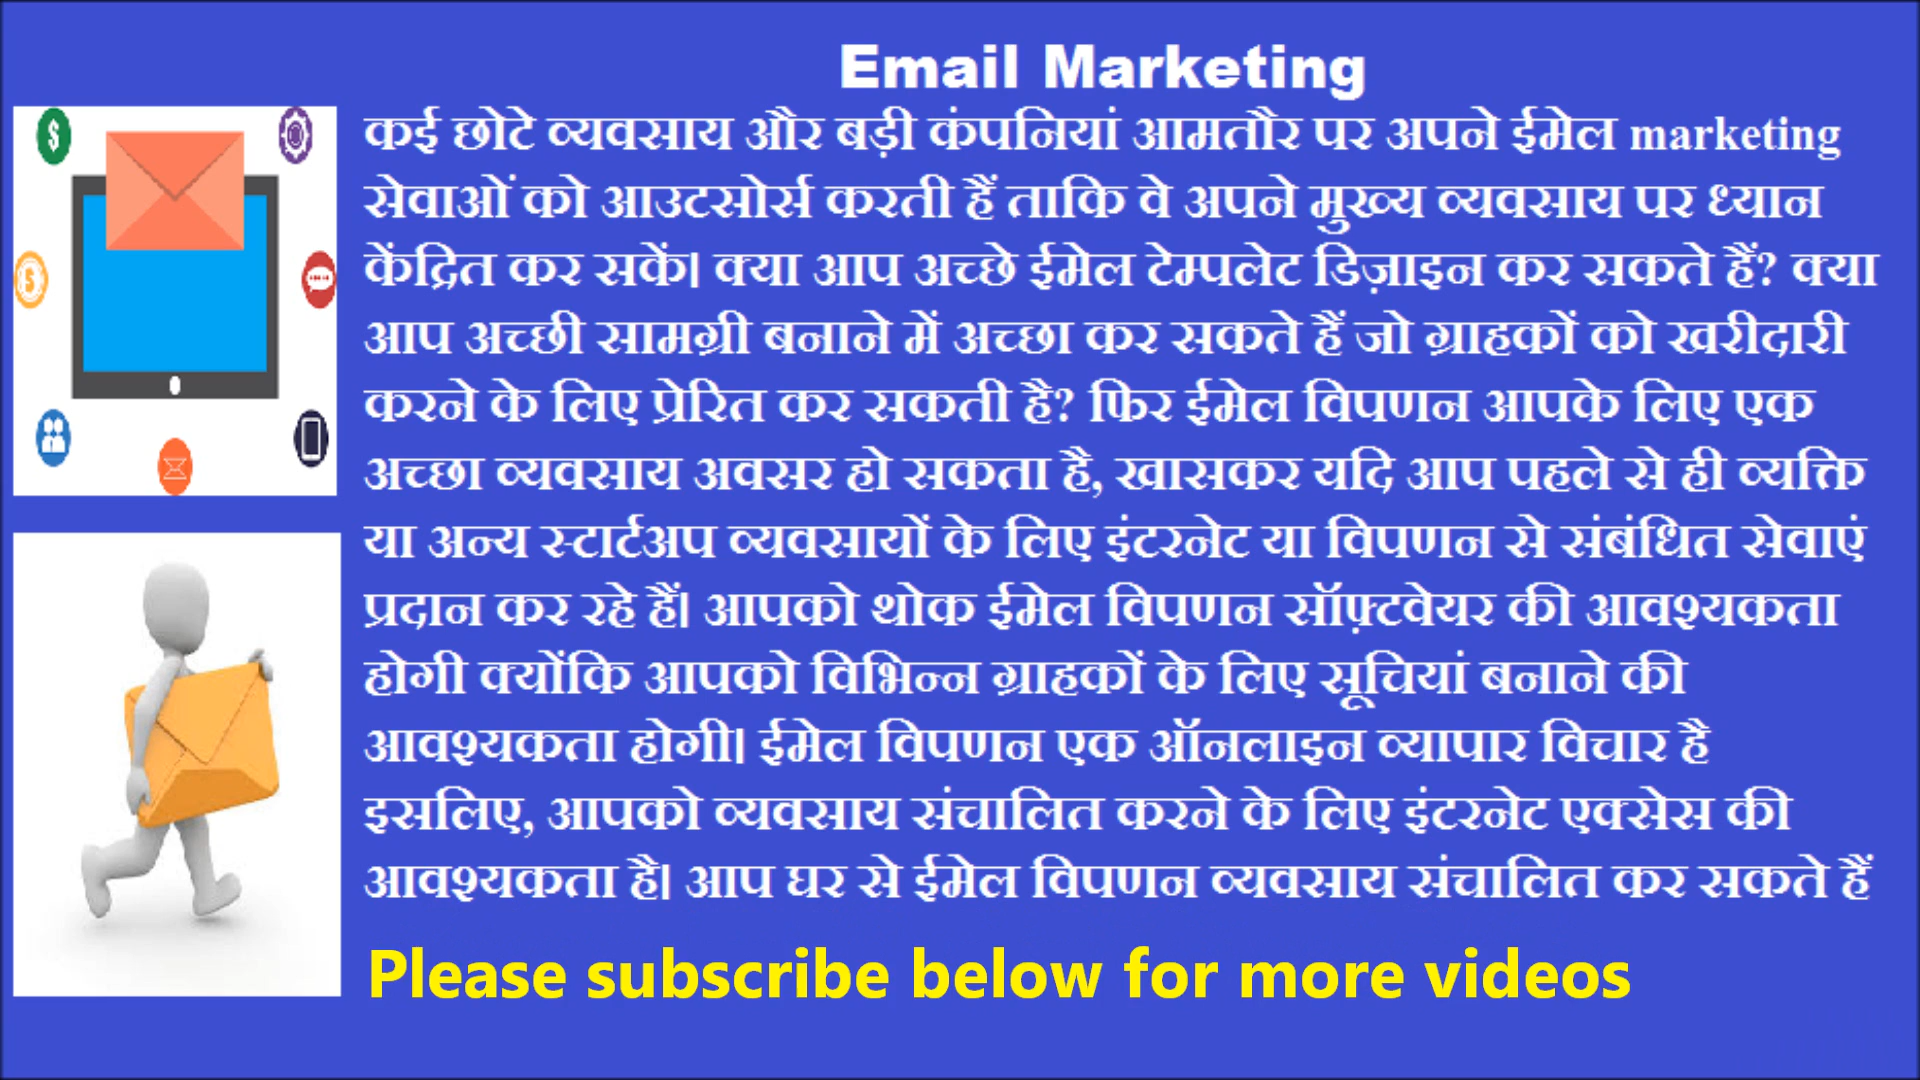 Email Marketing
कई छोटे व्यवसाय और बड़ी कंपनियां आमतौर पर अपने ईमेल marketing
सेवाओं को आउटसोर्स करती हैं ताकि वे अपने मुख्य व्यवसाय पर ध्यान
केंद्रित कर सकें। क्या आप अच्छे ईमेल टेम्पलेट डिज़ाइन कर सकते हैं? क्या
आप अच्छी सामग्री बनाने में अच्छा कर सकते हैं जो ग्राहकों को खरीदारी
करने के लिए प्रेरित कर सकती है? फिर ईमेल विपणन आपके लिए एक
अच्छा व्यवसाय अवसर हो सकता है, खासकर यदि आप पहले से ही व्यक्ति
या अन्य स्टार्टअप व्यवसायों के लिए इंटरनेट या विपणन से संबंधित सेवाएं
प्रदान कर रहे हैं। आपको थोक ईमेल विपणन सॉफ़्टवेयर की आवश्यकता
होगी क्योंकि आपको विभिन्न ग्राहकों के लिए सूचियां बनाने की
आवश्यकता होगी। ईमेल विपणन एक ऑनलाइन व्यापार विचार है
इसलिए, आपको व्यवसाय संचालित करने के लिए इंटरनेट एक्सेस की
आवश्यकता है। आप घर से ईमेल विपणन व्यवसाय संचालित कर सकते हैं
Please subscribe below for more videos